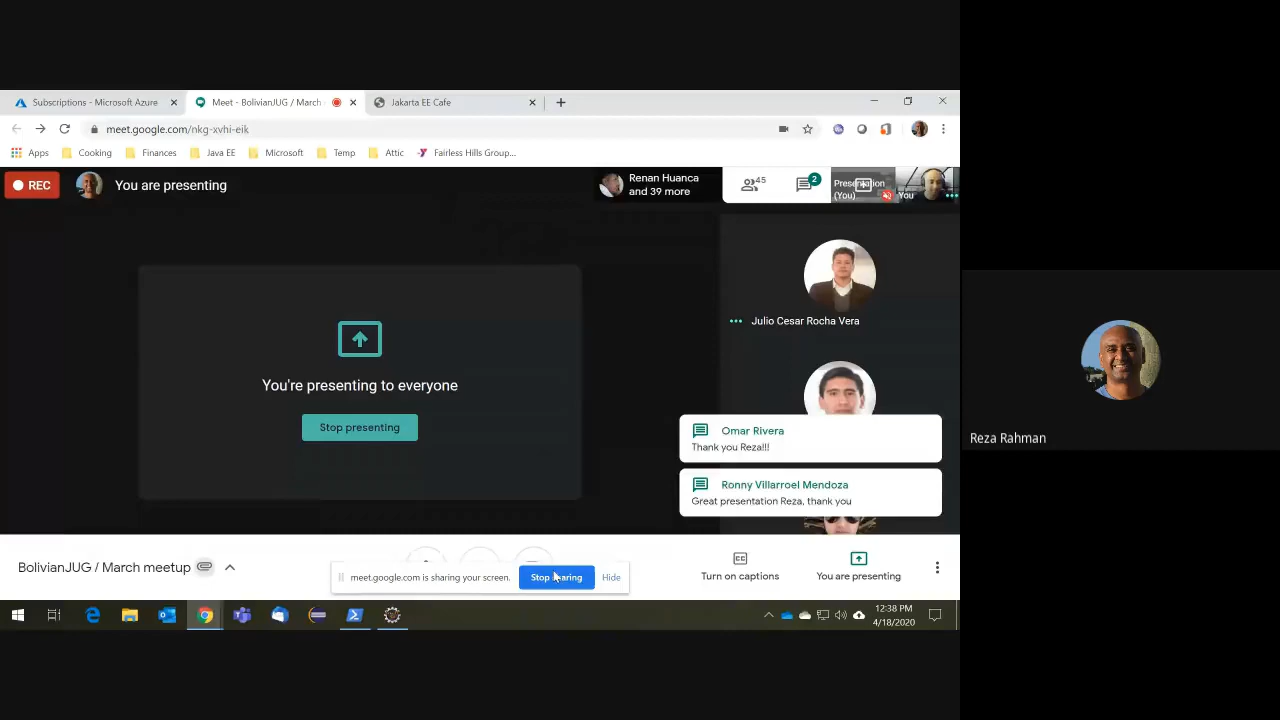 Subscriptions - Microsoft Azure
Meet - BolivianJUG / March
Jakarta EE Cafe
meet.google.com/nkg-xvhi-eik
Apps
Cooking
Finances
Java EE
Microsoft
Temp
Attic
Fairless Hills Group...
REC
You are presenting
Renan Huanca
and 39 more
45
2
Presentation
(You)
You
Julio Cesar Rocha Vera
You're presenting to everyone
Stop presenting
Omar Rivera
Thank you Reza!!!
Ronny Villarroel Mendoza
Great presentation Reza, thank you
Reza Rahman
BolivianJUG / March meetup
meet.google.com is sharing your screen.
Stop sharing
Hide
CC
Turn on captions
You are presenting
12:38 PM
4/18/2020